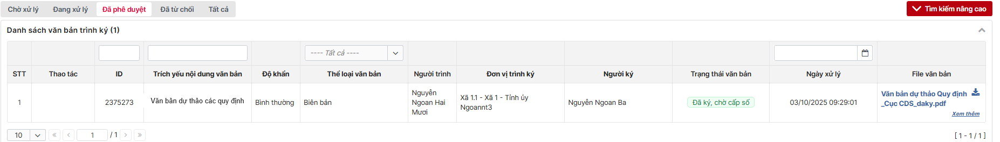 Chờ xử lý Đang xử lý Đã phê duyệt Đã từ chối Tất cả Tìm kiếm nâng cao
Danh sách văn bản trình ký (1)
---- Tất cả ----
STT Thao tác ID Trích yếu nội dung văn bản Độ khẩn Thể loại văn bản Người trình Đơn vị trình ký Người ký Trạng thái văn bản Ngày xử lý File văn bản
1 2375273 Văn bản dự thảo các quy định Bình thường Biên bản
Nguyễn
Ngoan Hai
Mươi
Xã 1.1 - Xã 1 - Tỉnh ủy
Ngoannt3
Nguyễn Ngoan Ba Đã ký, chờ cấp số 03/10/2025 09:29:01
Văn bản dự thảo Quy định
_Cục CDS_daky.pdf
Xem thêm
10 « ‹ 1 / 1 › » [ 1 - 1 / 1 ]